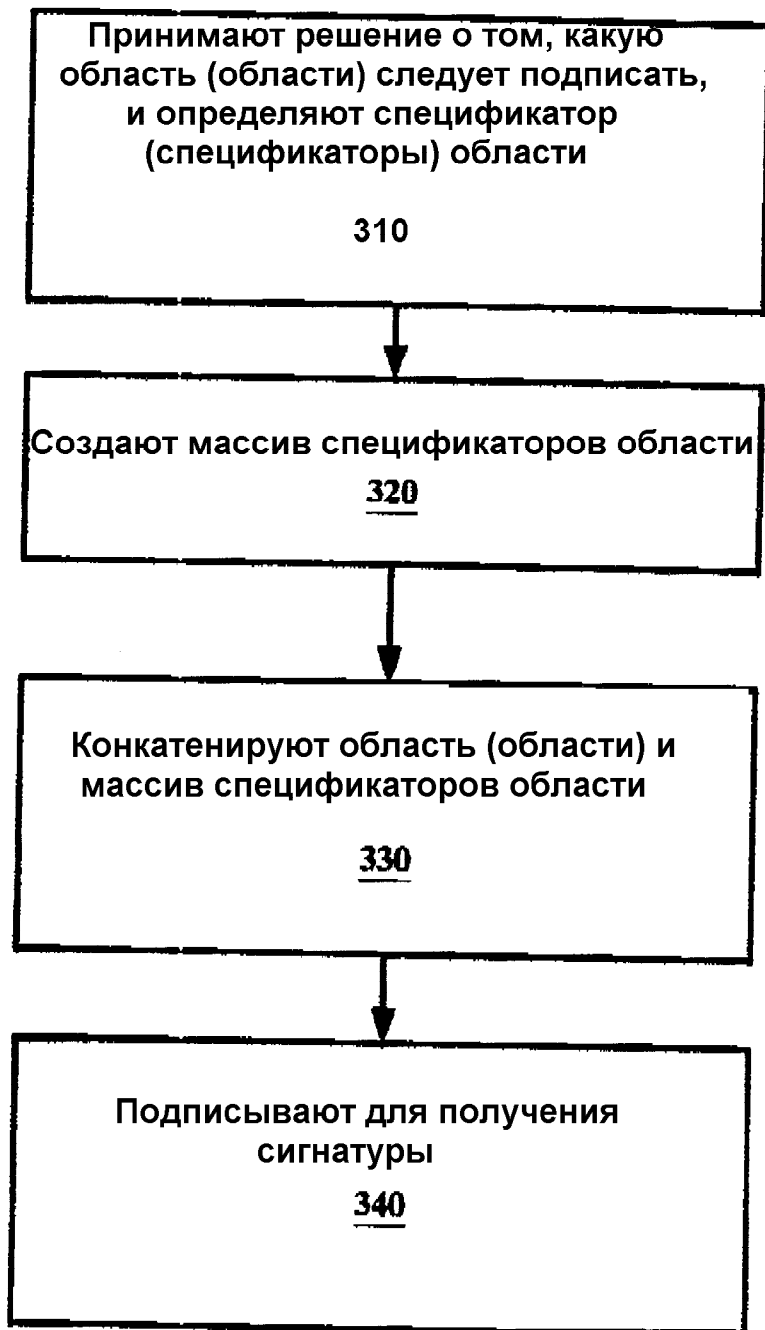 Принимают решение о том, какую
область (области) следует подписать,
и определяют спецификатор
(спецификаторы) области
310
Создают массив спецификаторов области
320
Конкатенируют область (области) и
массив спецификаторов области
330
Подписывают для получения
сигнатуры
340